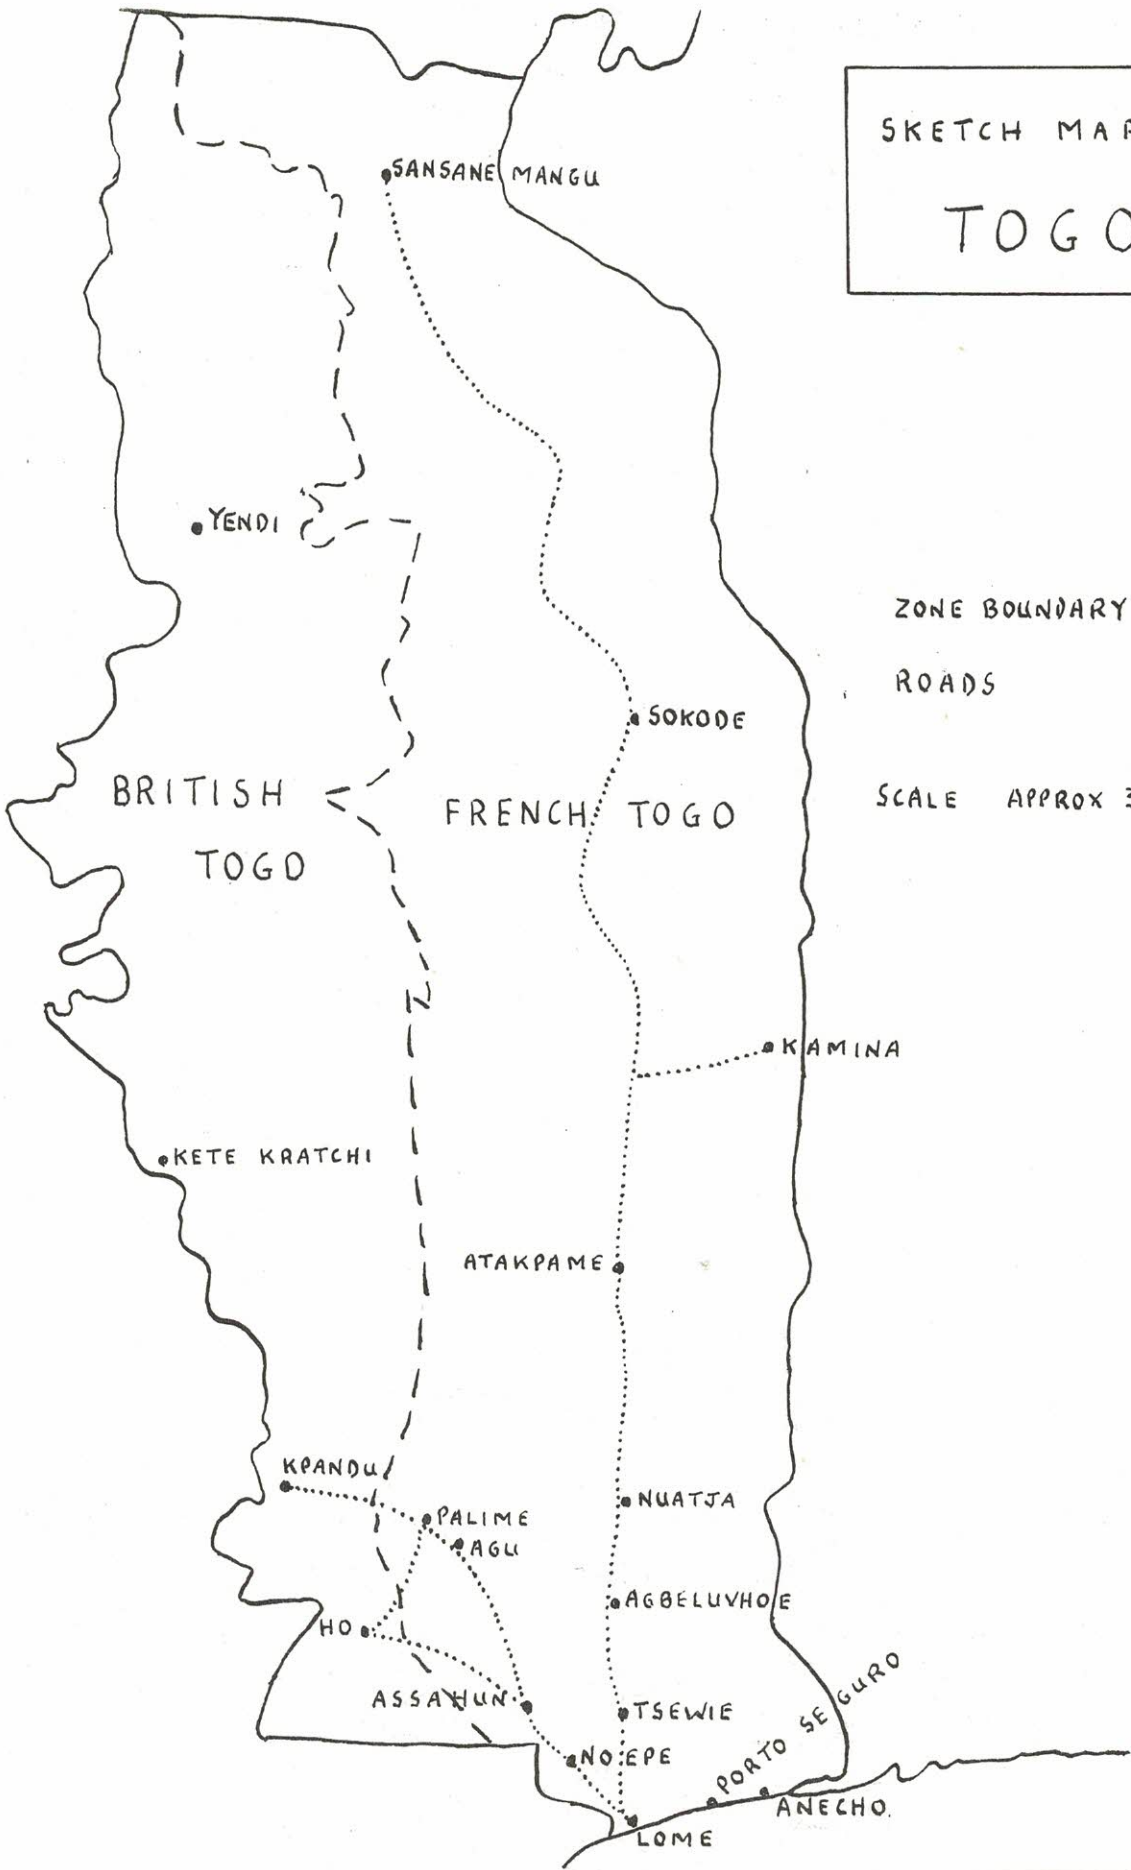 SKETCH MAP
TOGO
SANSANE MANGU
YENDI
ZONE BOUNDARY
ROADS
SOKODE
BRITISH
TOGO
FRENCH TOGO
SCALE APPROX
KAMINA
KETE KRATCHI
ATAKPAME
KPANDU
NUATJA
PALIME
AGU
AGBELUVHOE
HO
ASSAHUN
TSEWIE
PORTO SEGURO
NOEPE
ANECHO.
LOME